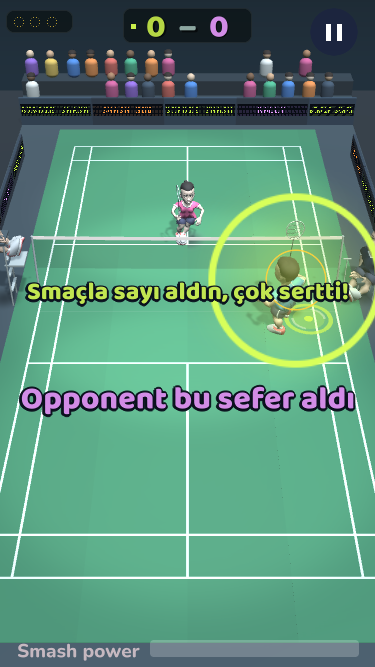 0 – 0
Smaçla sayı aldın, çok sertti!
Opponent bu sefer aldı
Smash power